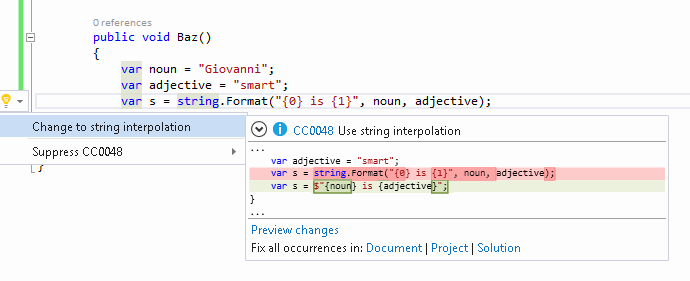 0 references
public void Baz()
{
var noun = "Giovanni";
var adjective = "smart";
var s = string.Format("{0} is {1}", noun, adjective);
Change to string interpolation
Suppress CC0048
}
CC0048 Use string interpolation
...
var adjective = "smart";
var s = string.Format("{0} is {1}", noun, adjective);
var s = $"{noun} is {adjective}";
}
...
Preview changes
Fix all occurrences in: Document | Project | Solution